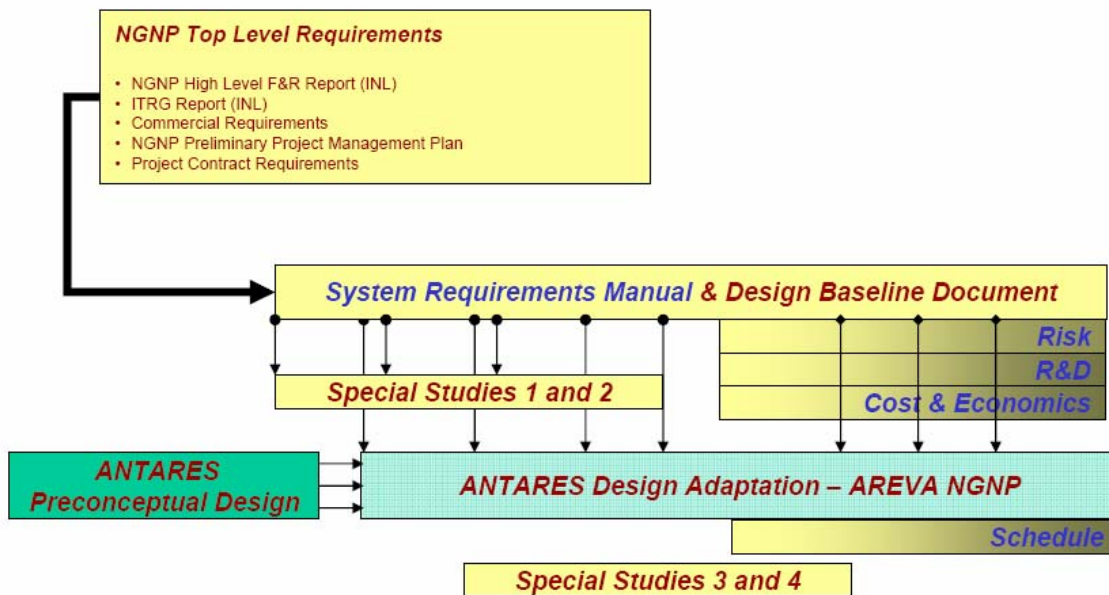 NGNP Top Level Requirements
• NGNP High Level F&R Report (INL)
• ITRG Report (INL)
• Commercial Requirements
• NGNP Preliminary Project Management Plan
• Project Contract Requirements
System Requirements Manual & Design Baseline Document
Risk
R&D
Cost & Economics
Special Studies 1 and 2
ANTARES
Preconceptual Design
ANTARES Design Adaptation – AREVA NGNP
Schedule
Special Studies 3 and 4